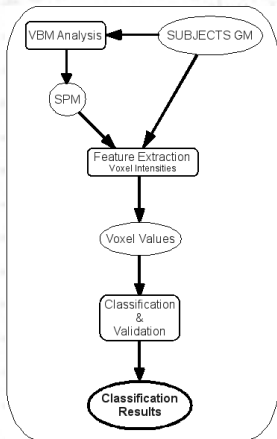 VBM Analysis
SUBJECTS GM
SPM
Feature Extraction
Voxel Intensities
Voxel Values
Classification
&
Validation
Classification
Results